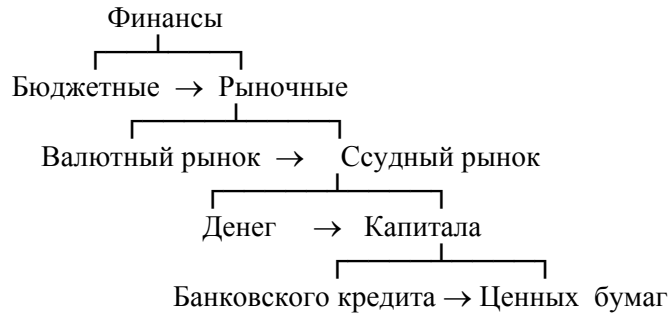 Финансы
Бюджетные → Рыночные
Валютный рынок → Ссудный рынок
Денег → Капитала
Банковского кредита → Ценных бумаг